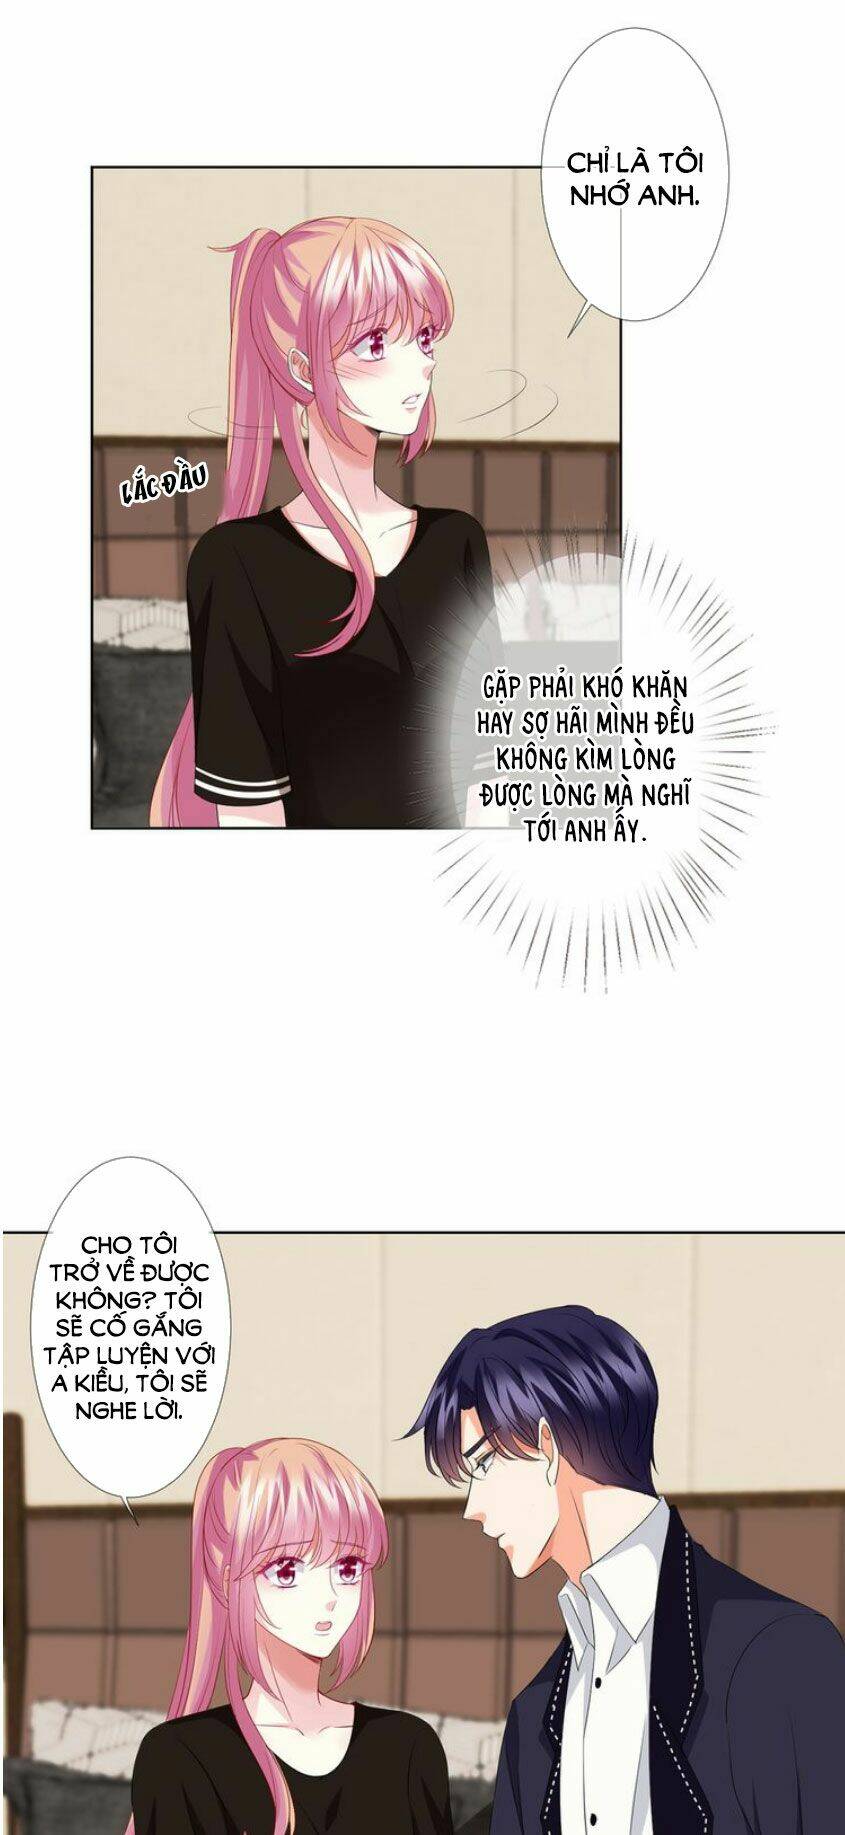 CHỈ LÀ TÔI
NHỚ ANH.
LẮC ĐẦU
GẶP PHẢI KHÓ KHĂN
HAY SỢ HÃI MÌNH ĐỀU
KHÔNG KÌM LÒNG
ĐƯỢC LÒNG MÀ NGHĨ
TỚI ANH ẤY.
CHO TÔI
TRỞ VỀ ĐƯỢC
KHÔNG? TÔI
SẼ CỐ GẮNG
TẬP LUYỆN VỚI
A KIỀU, TÔI SẼ
NGHE LỜI.